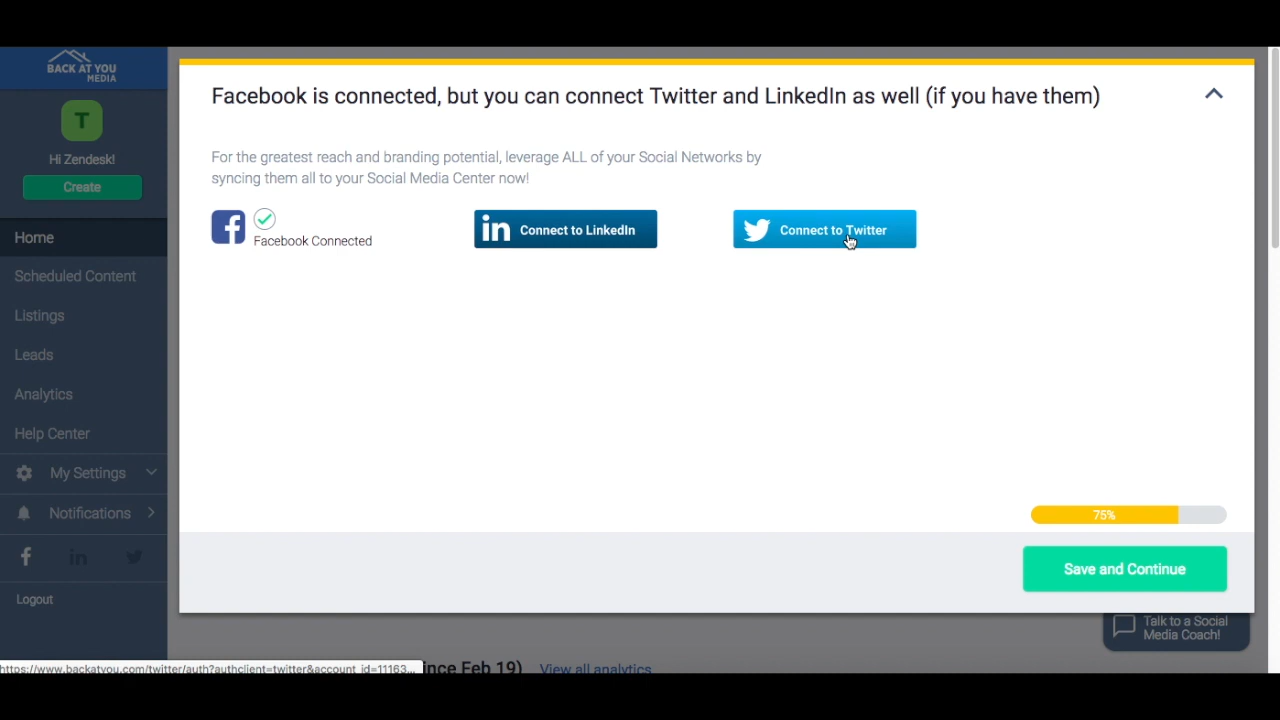 BACK AT YOU
MEDIA
T
Hi Zendesk!
Create
Home
Scheduled Content
Listings
Leads
Analytics
Help Center
My Settings
Notifications
Logout
Facebook is connected, but you can connect Twitter and LinkedIn as well (if you have them)
For the greatest reach and branding potential, leverage ALL of your Social Networks by
syncing them all to your Social Media Center now!
Facebook Connected
in Connect to LinkedIn
Connect to Twitter
75%
Save and Continue
Talk to a Social
Media Coach!
https://www.backatyou.com/twitter/auth?authclient=twitter&account_id=11163...
ince Feb 19) View all analytics